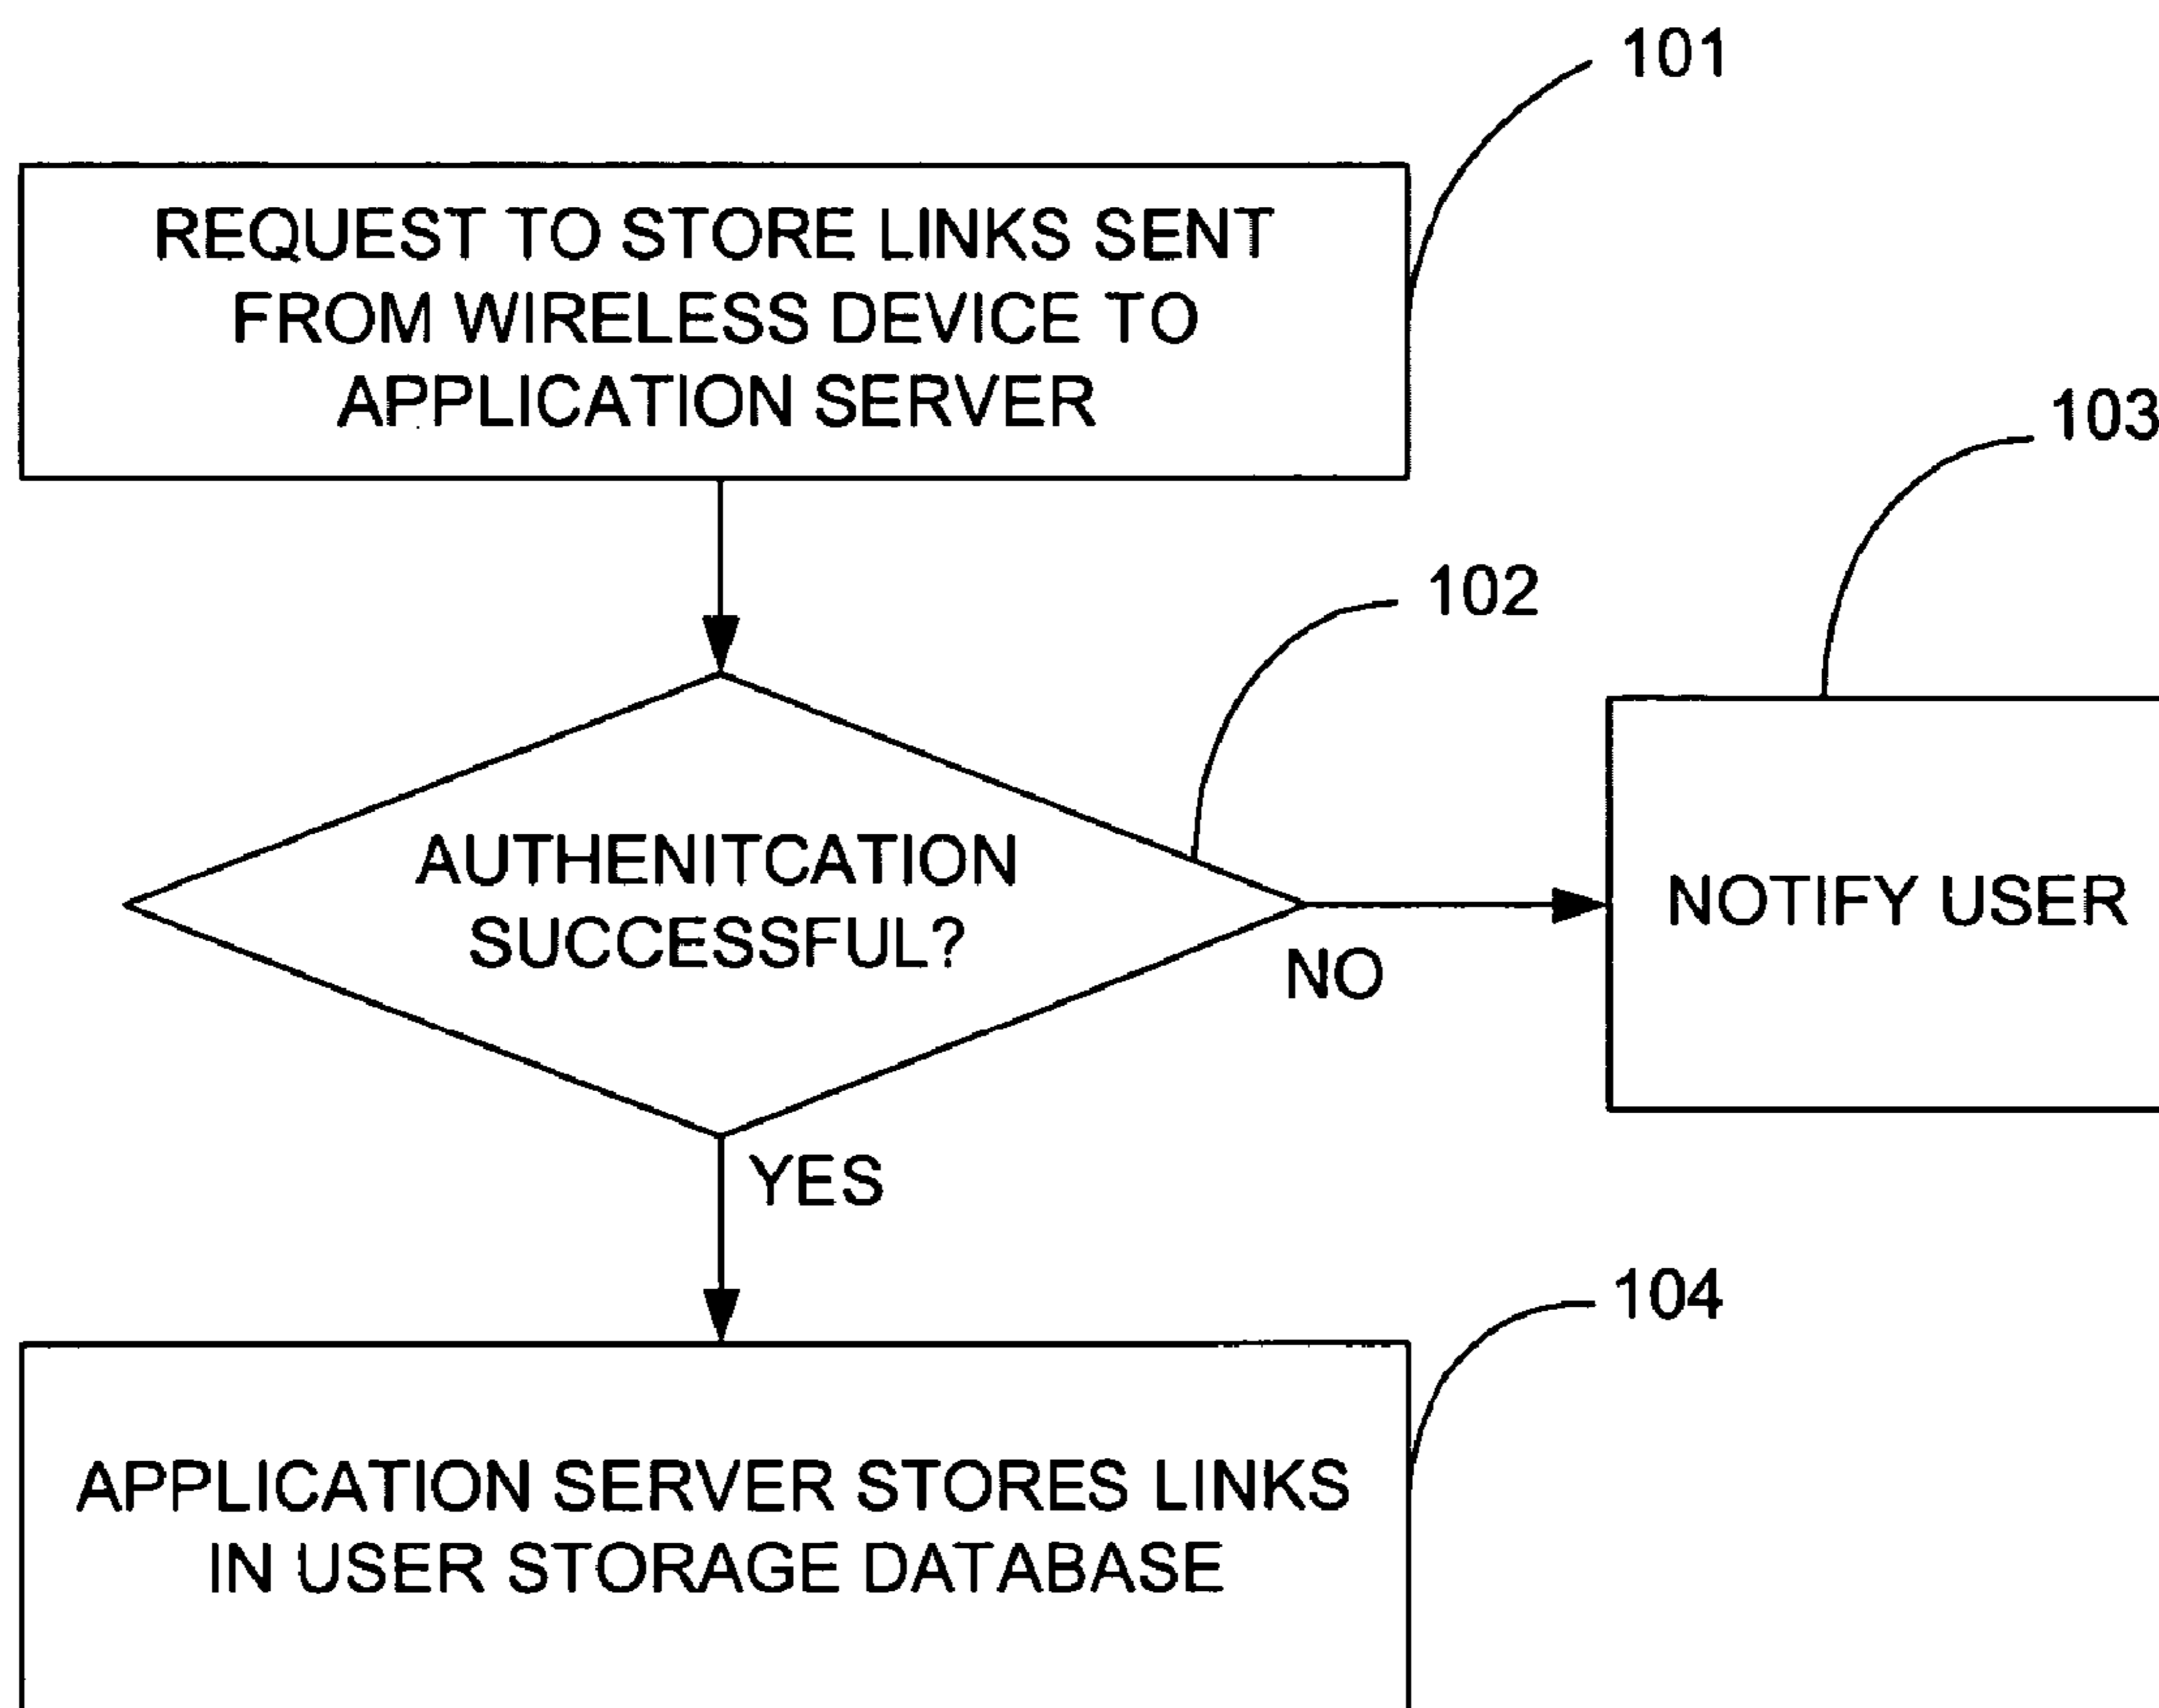 101
REQUEST TO STORE LINKS SENT
FROM WIRELESS DEVICE TO
APPLICATION SERVER
103
102
AUTHENITCATION
SUCCESSFUL?
NOTIFY USER
NO
YES
104
APPLICATION SERVER STORES LINKS
IN USER STORAGE DATABASE